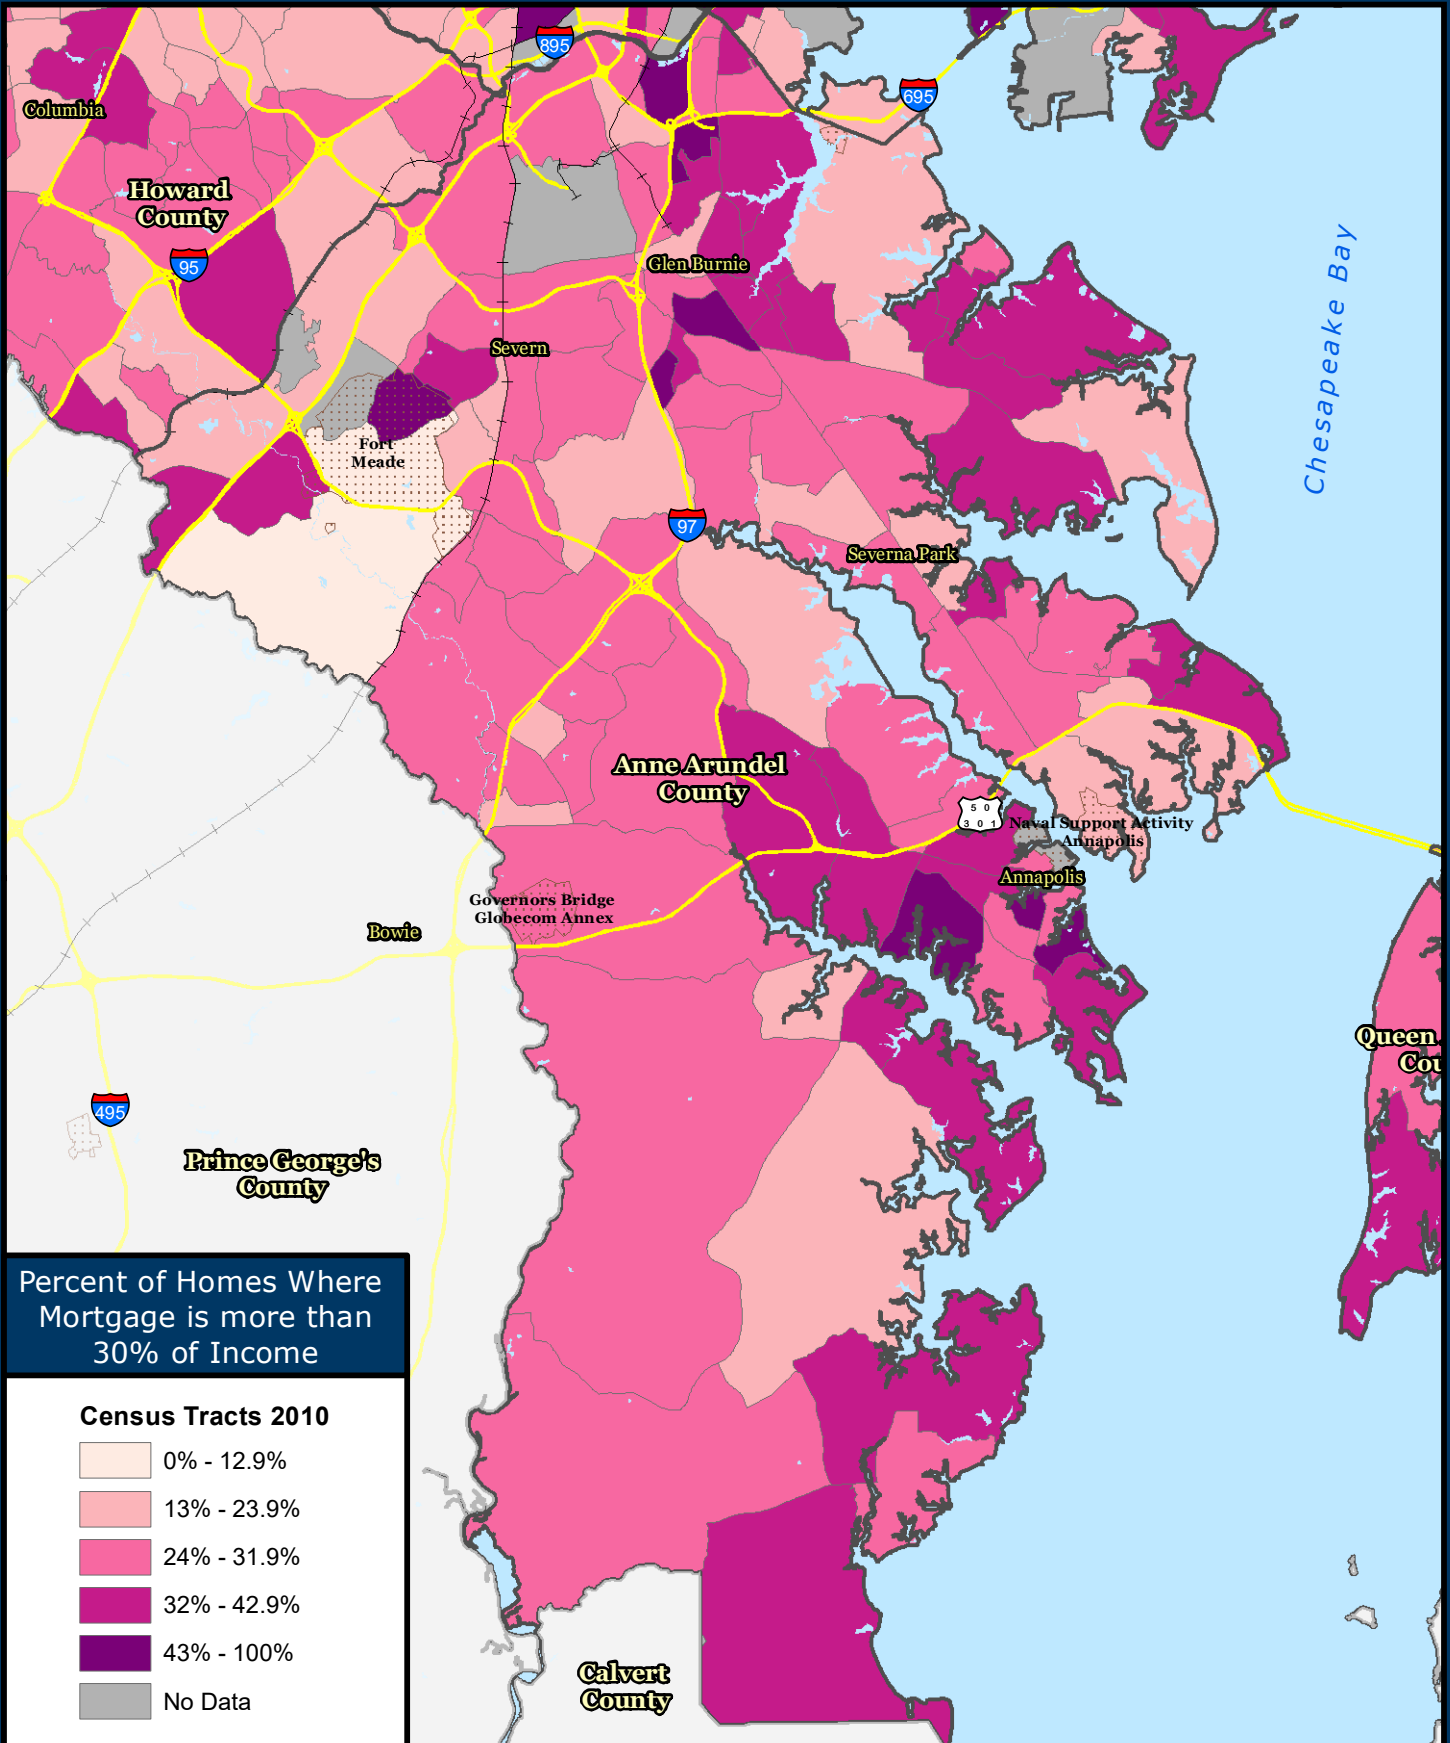 895
695
Columbia
Howard
County
95
Glen Burnie
Chesapeake Bay
Severn
Fort
Meade
97
Severna Park
Anne Arundel
County
50
301
Naval Support Activity
Annapolis
Annapolis
Governors Bridge
Globecom Annex
Bowie
Queen
Cou
495
Prince George's
County
Percent of Homes Where
Mortgage is more than
30% of Income
Census Tracts 2010
0% - 12.9%
13% - 23.9%
24% - 31.9%
32% - 42.9%
43% - 100%
No Data
Calvert
County